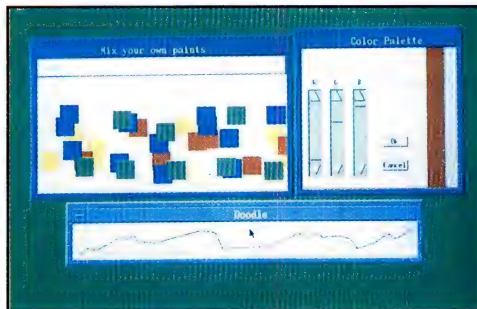 Mix your own paints
Color Palette
R G B
Ok
Cancel
Doodle